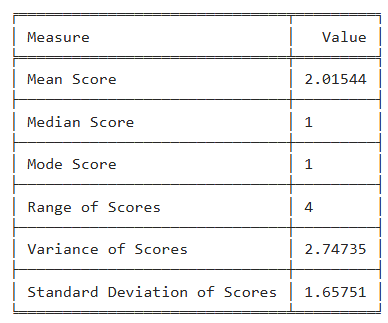 Measure Value
Mean Score 2.01544
Median Score 1
Mode Score 1
Range of Scores 4
Variance of Scores 2.74735
Standard Deviation of Scores 1.65751